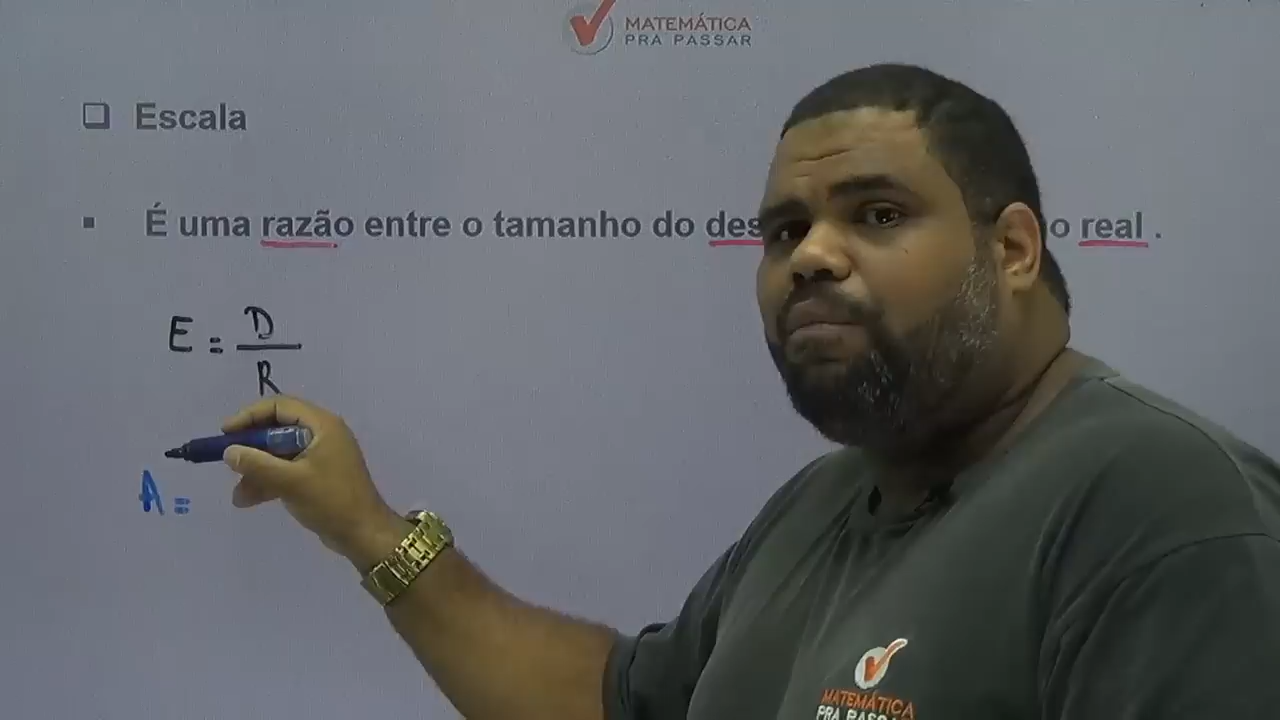 MATEMÁTICA
PRA PASSAR
Escala
É uma razão entre o tamanho do des o real .
E = D
R
A =
MATEMÁTICA
PRA PASSAR